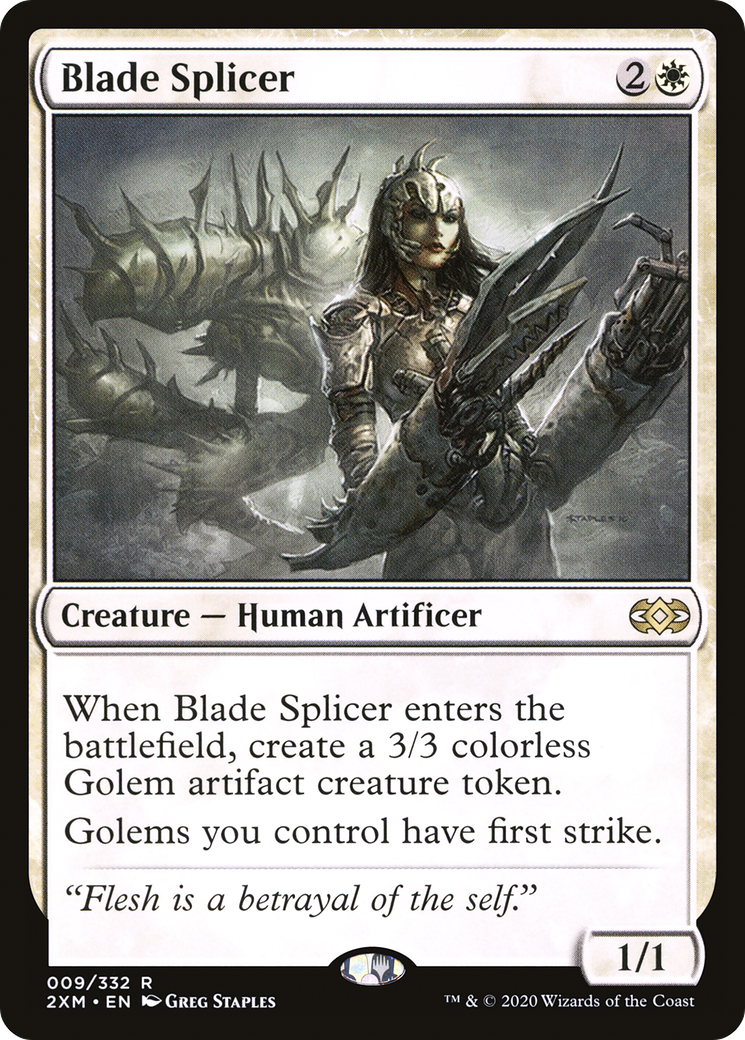 Blade Splicer 2
STAPLES
Creature — Human Artificer
When Blade Splicer enters the
battlefield, create a 3/3 colorless
Golem artifact creature token.
Golems you control have first strike.
“Flesh is a betrayal of the self.”
1/1
009/332 R
2XM • EN Greg Staples
™ & © 2020 Wizards of the Coast